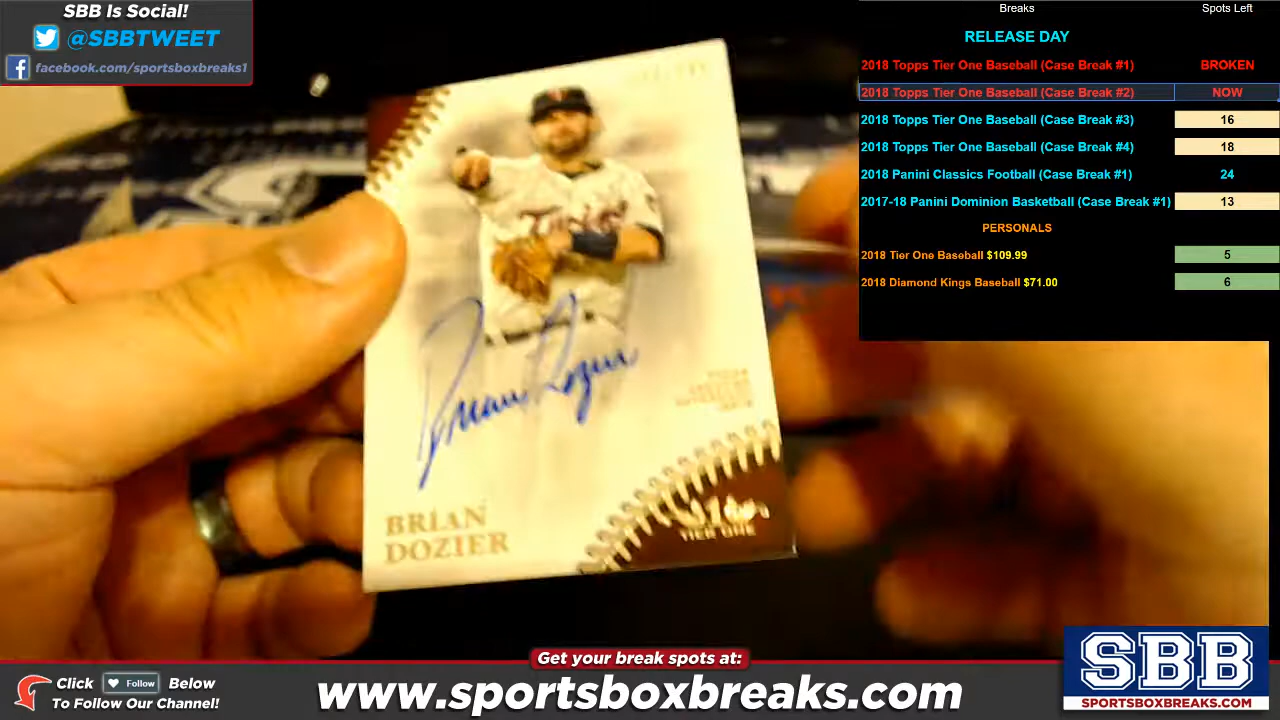 SBB Is Social!
@SBBTWEET
facebook.com/sportsboxbreaks1
Breaks Spots Left
RELEASE DAY
2018 Topps Tier One Baseball (Case Break #1) BROKEN
2018 Topps Tier One Baseball (Case Break #2) NOW
2018 Topps Tier One Baseball (Case Break #3) 16
2018 Topps Tier One Baseball (Case Break #4) 18
2018 Panini Classics Football (Case Break #1) 24
2017-18 Panini Dominion Basketball (Case Break #1) 13
PERSONALS
2018 Tier One Baseball $109.99 5
2018 Diamond Kings Baseball $71.00 6
Twins
Brian Dozier
BRIAN
DOZIER
TIER ONE
Get your break spots at:
Click Follow Below
To Follow Our Channel!
www.sportsboxbreaks.com
SBB
SPORTSBOXBREAKS.COM